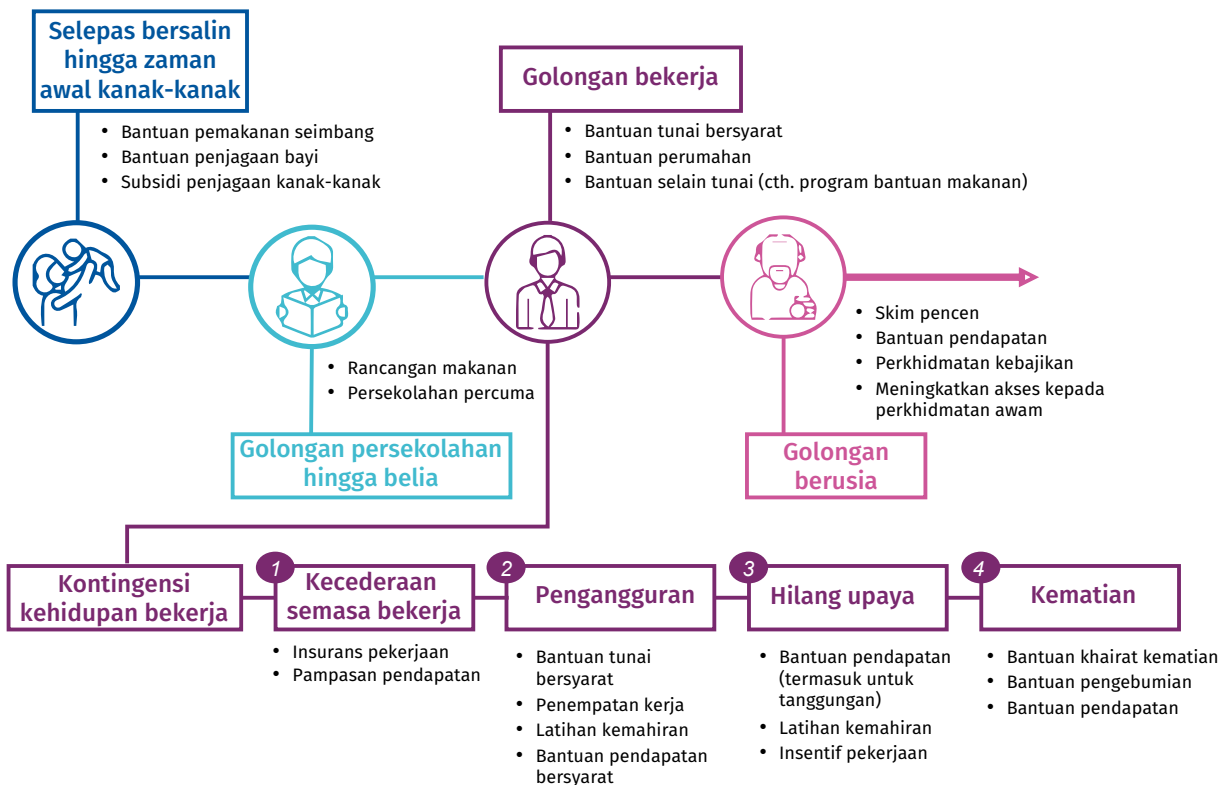 Selepas bersalin
hingga zaman
awal kanak-kanak
• Bantuan pemakanan seimbang
• Bantuan penjagaan bayi
• Subsidi penjagaan kanak-kanak
Golongan bekerja
• Bantuan tunai bersyarat
• Bantuan perumahan
• Bantuan selain tunai (cth. program bantuan makanan)
• Rancangan makanan
• Persekolahan percuma
Golongan persekolahan
hingga belia
• Skim pencen
• Bantuan pendapatan
• Perkhidmatan kebajikan
• Meningkatkan akses kepada
perkhidmatan awam
Golongan
berusia
Kontingensi
kehidupan bekerja
1
Kecederaan
semasa bekerja
• Insurans pekerjaan
• Pampasan pendapatan
2
Pengangguran
• Bantuan tunai
bersyarat
• Penempatan kerja
• Latihan kemahiran
• Bantuan pendapatan
bersyarat
3
Hilang upaya
• Bantuan pendapatan
(termasuk untuk
tanggungan)
• Latihan kemahiran
• Insentif pekerjaan
4
Kematian
• Bantuan khairat kematian
• Bantuan pengebumian
• Bantuan pendapatan